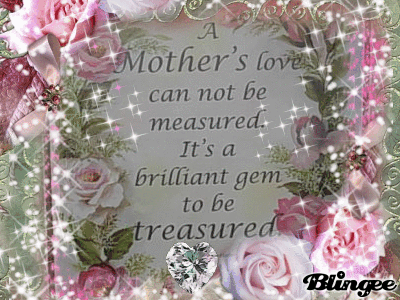 A
Mother's love
can not be
measured.
It's a
brilliant gem
to be
treasured.
Blingee